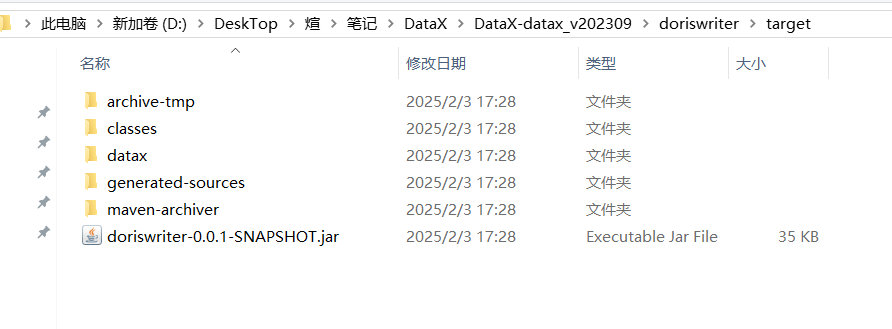 此电脑 › 新加卷 (D:) › DeskTop › 煊 › 笔记 › DataX › DataX-datax_v202309 › doriswriter › target
名称 修改日期 类型 大小
archive-tmp 2025/2/3 17:28 文件夹
classes 2025/2/3 17:28 文件夹
datax 2025/2/3 17:28 文件夹
generated-sources 2025/2/3 17:28 文件夹
maven-archiver 2025/2/3 17:28 文件夹
doriswriter-0.0.1-SNAPSHOT.jar 2025/2/3 17:28 Executable Jar File 35 KB